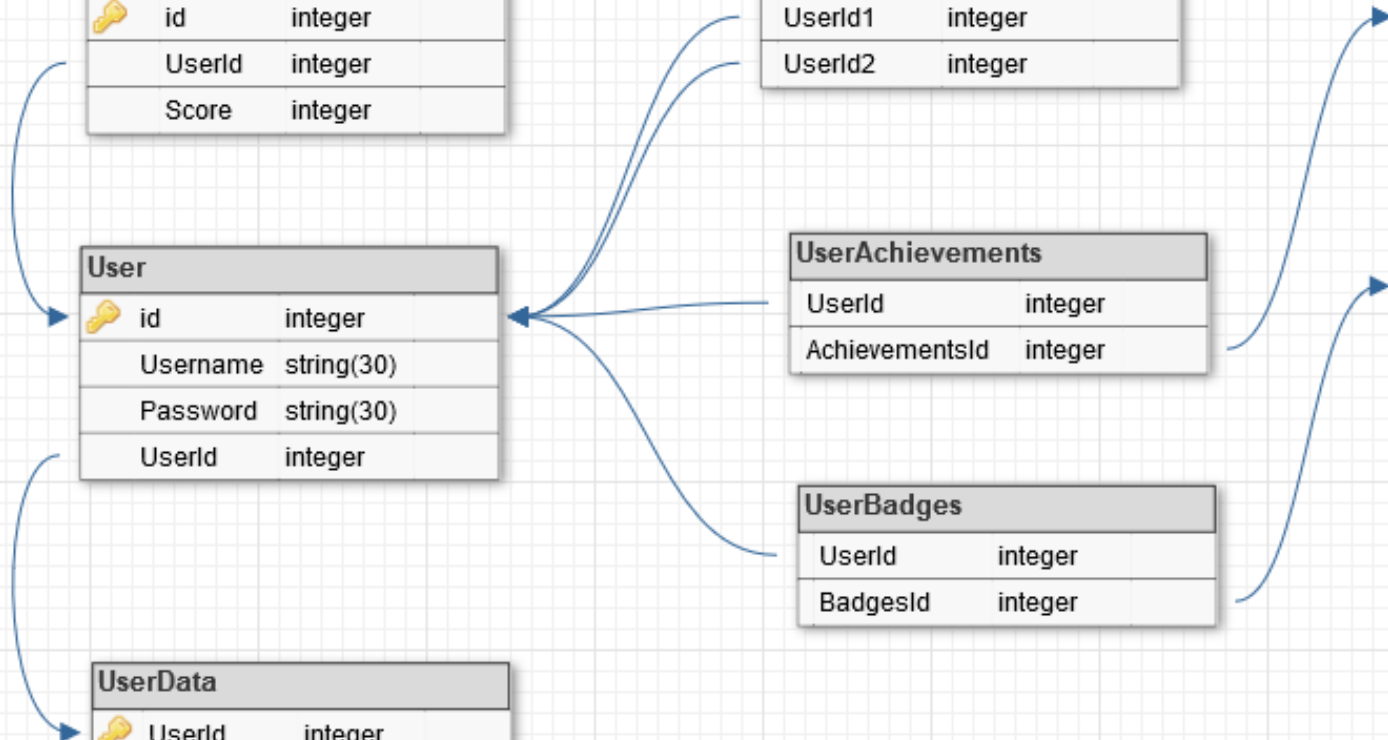 id integer
UserId integer
Score integer
UserId1 integer
UserId2 integer
User
id integer
Username string(30)
Password string(30)
UserId integer
UserAchievements
UserId integer
AchievementsId integer
UserBadges
UserId integer
BadgesId integer
UserData
UserId integer